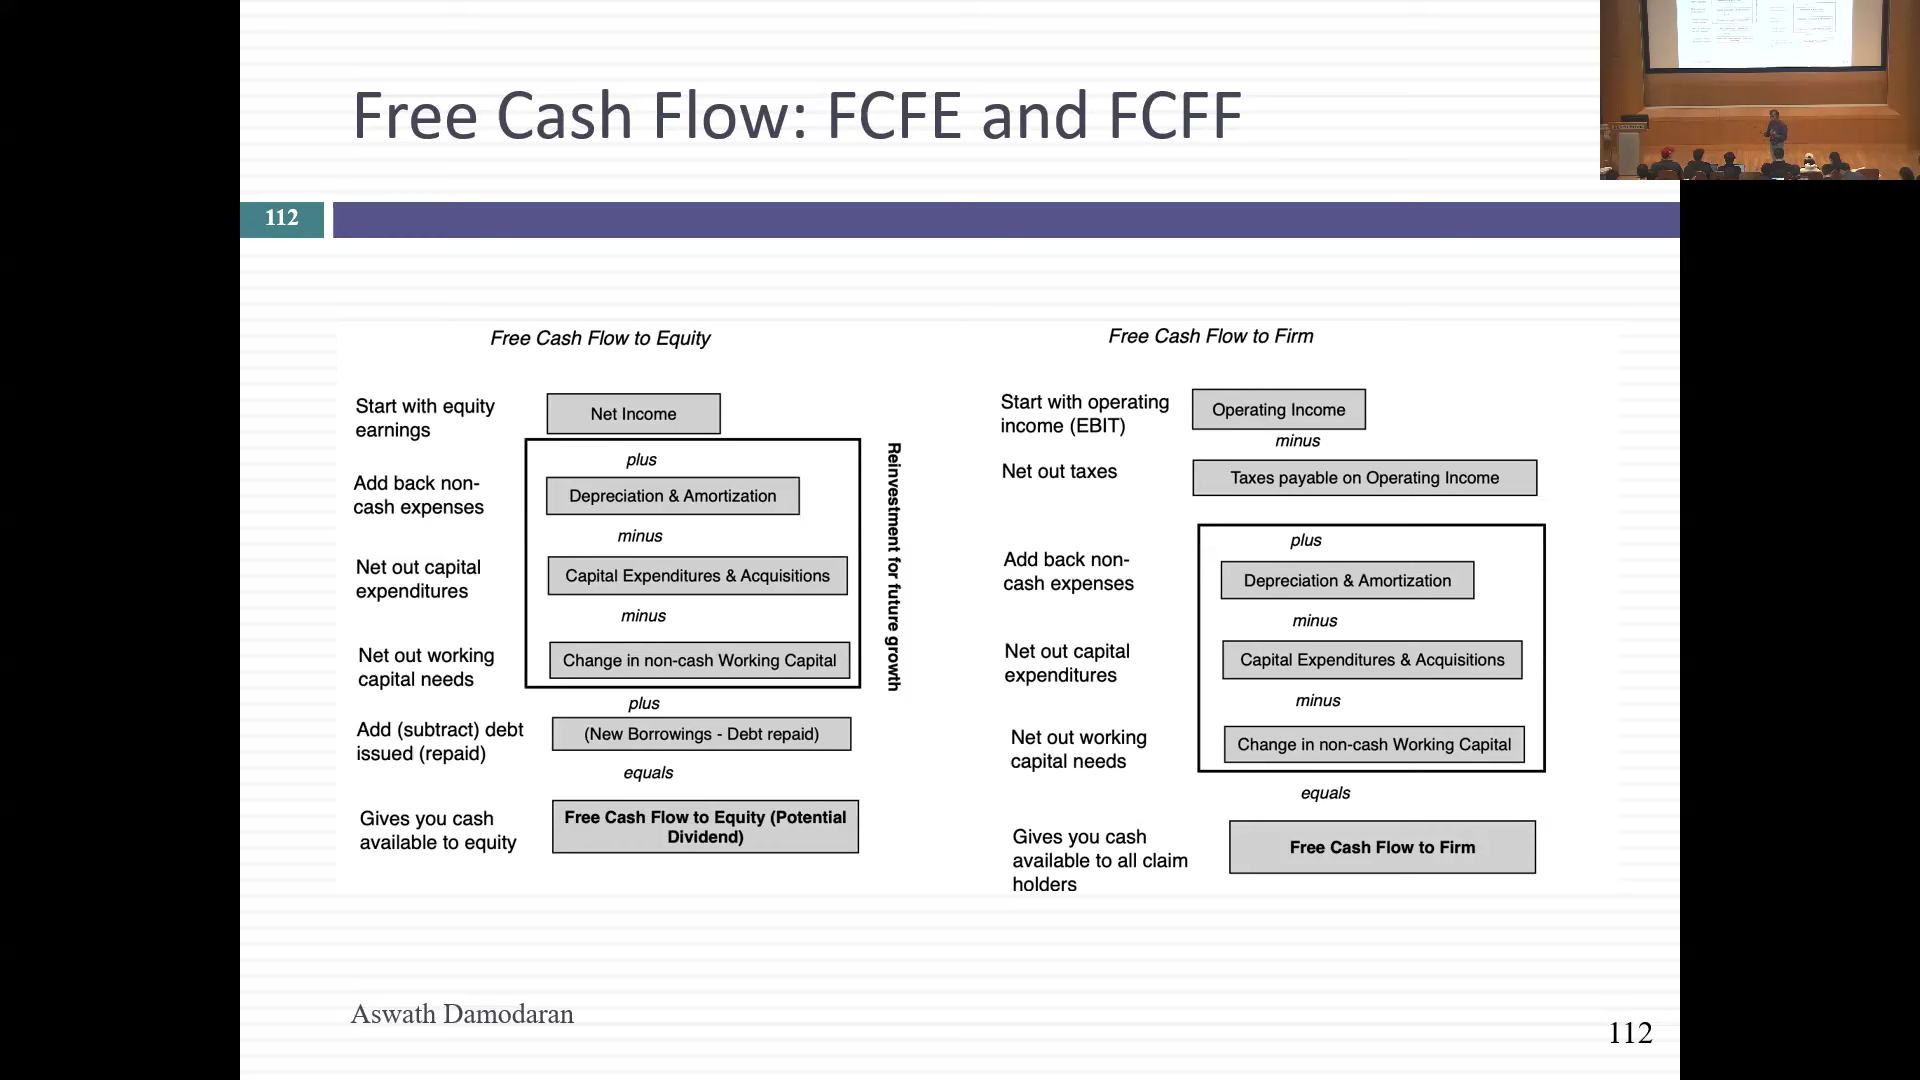 Free Cash Flow: FCFE and FCFF
112
Free Cash Flow to Equity
Start with equity
earnings
Net Income
plus
Add back non-
cash expenses
Depreciation & Amortization
minus
Net out capital
expenditures
Capital Expenditures & Acquisitions
minus
Net out working
capital needs
Change in non-cash Working Capital
Reinvestment for future growth
plus
Add (subtract) debt
issued (repaid)
(New Borrowings - Debt repaid)
equals
Gives you cash
available to equity
Free Cash Flow to Equity (Potential
Dividend)
Free Cash Flow to Firm
Start with operating
income (EBIT)
Operating Income
minus
Net out taxes
Taxes payable on Operating Income
plus
Add back non-
cash expenses
Depreciation & Amortization
minus
Net out capital
expenditures
Capital Expenditures & Acquisitions
minus
Net out working
capital needs
Change in non-cash Working Capital
equals
Gives you cash
available to all claim
holders
Free Cash Flow to Firm
Aswath Damodaran
112